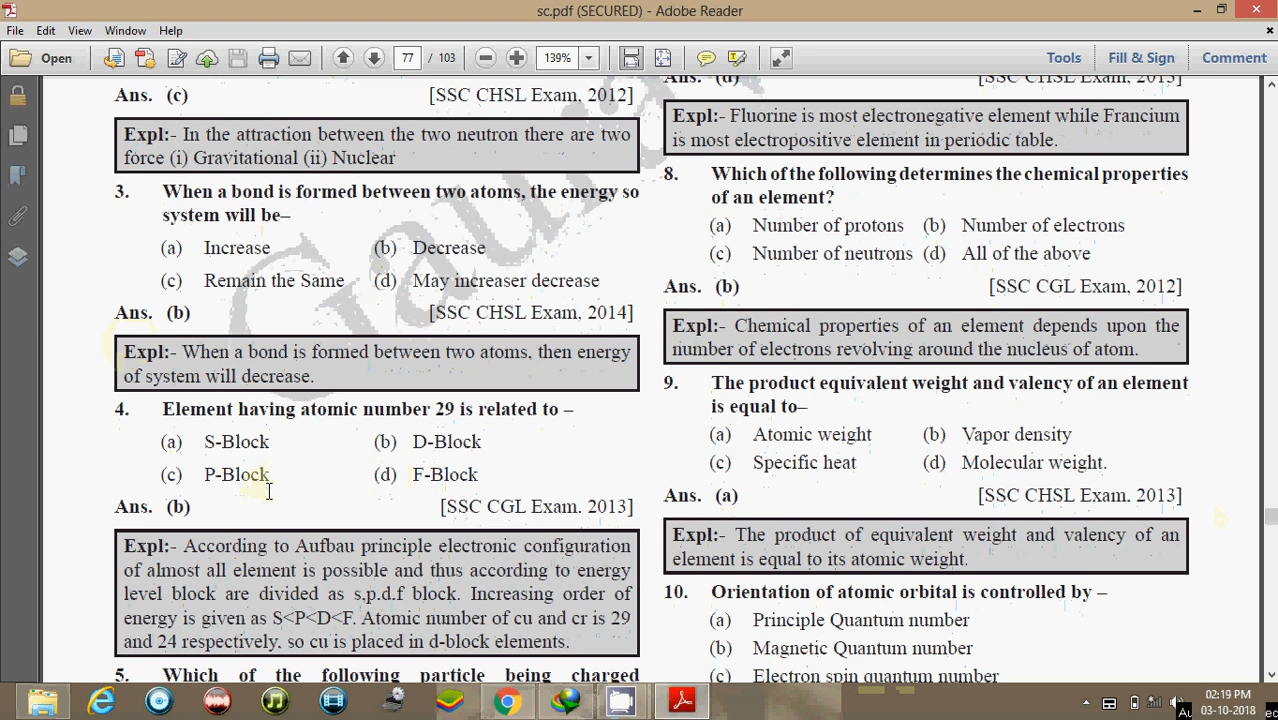 sc.pdf (SECURED) - Adobe Reader
File Edit View Window Help
Open 77 / 103 139% Tools Fill & Sign Comment
Ans. (c) [SSC CHSL Exam, 2012]
Expl:- In the attraction between the two neutron there are two
force (i) Gravitational (ii) Nuclear
3. When a bond is formed between two atoms, the energy so
system will be–
(a) Increase (b) Decrease
(c) Remain the Same (d) May increaser decrease
Ans. (b) [SSC CHSL Exam, 2014]
Expl:- When a bond is formed between two atoms, then energy
of system will decrease.
4. Element having atomic number 29 is related to –
(a) S-Block (b) D-Block
(c) P-Block (d) F-Block
Ans. (b) [SSC CGL Exam. 2013]
Expl:- According to Aufbau principle electronic configuration
of almost all element is possible and thus according to energy
level block are divided as s.p.d.f block. Increasing order of
energy is given as S<P<D<F. Atomic number of cu and cr is 29
and 24 respectively. so cu is placed in d-block elements.
5. Which of the following particle being charged
Ans. (d) [SSC CHSL Exam, 2013]
Expl:- Fluorine is most electronegative element while Francium
is most electropositive element in periodic table.
8. Which of the following determines the chemical properties
of an element?
(a) Number of protons (b) Number of electrons
(c) Number of neutrons (d) All of the above
Ans. (b) [SSC CGL Exam, 2012]
Expl:- Chemical properties of an element depends upon the
number of electrons revolving around the nucleus of atom.
9. The product equivalent weight and valency of an element
is equal to–
(a) Atomic weight (b) Vapor density
(c) Specific heat (d) Molecular weight.
Ans. (a) [SSC CHSL Exam. 2013]
Expl:- The product of equivalent weight and valency of an
element is equal to its atomic weight.
10. Orientation of atomic orbital is controlled by –
(a) Principle Quantum number
(b) Magnetic Quantum number
(c) Electron spin quantum number
02:19 PM
03-10-2018